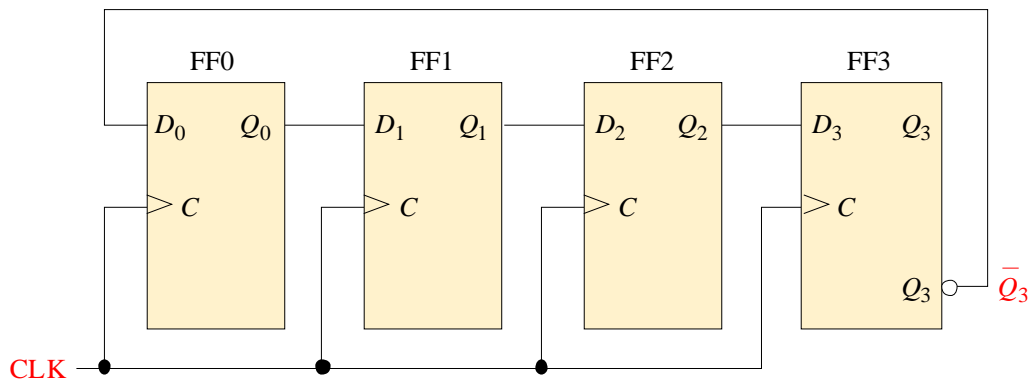 FF0 FF1 FF2 FF3
D₀ Q₀ D₁ Q₁ D₂ Q₂ D₃ Q₃
C C C C
Q₃ Q̅₃
CLK